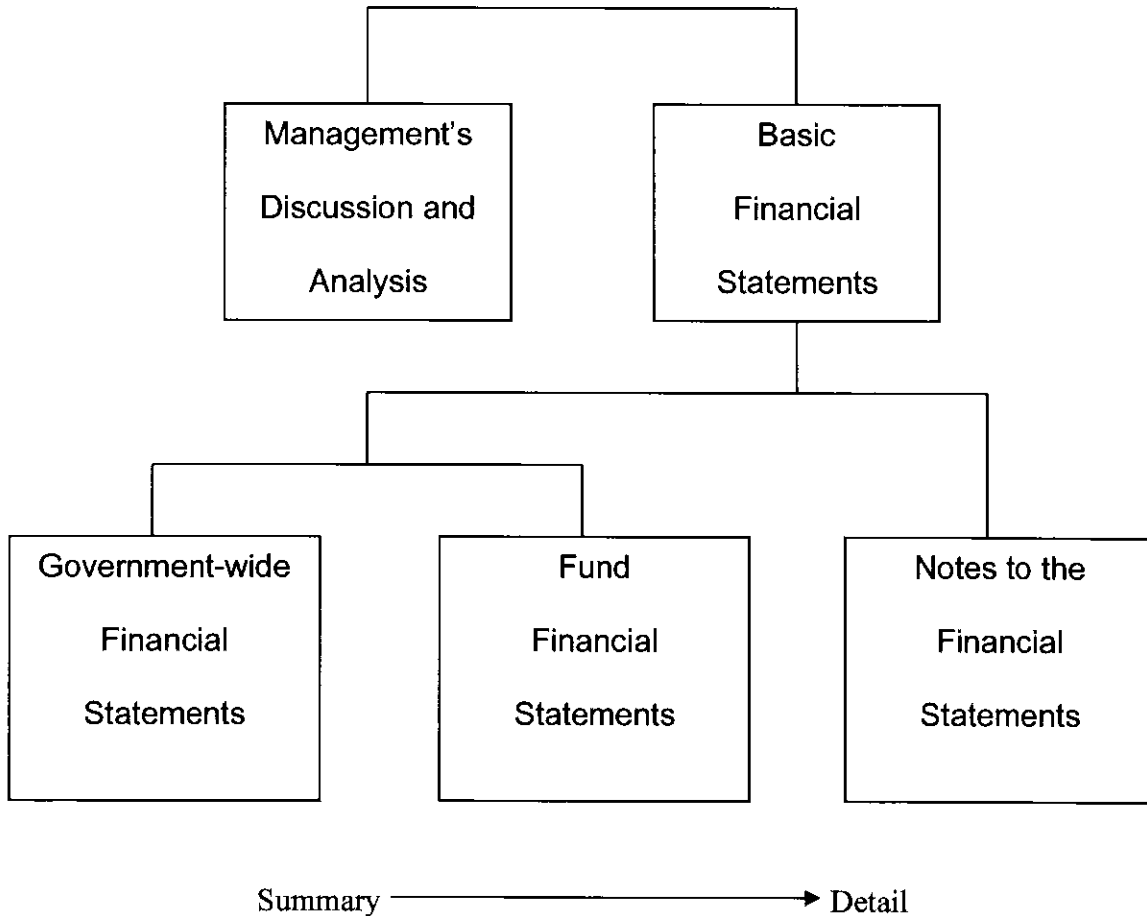 Management's
Discussion and
Analysis
Basic
Financial
Statements
Government-wide
Financial
Statements
Fund
Financial
Statements
Notes to the
Financial
Statements
Summary Detail